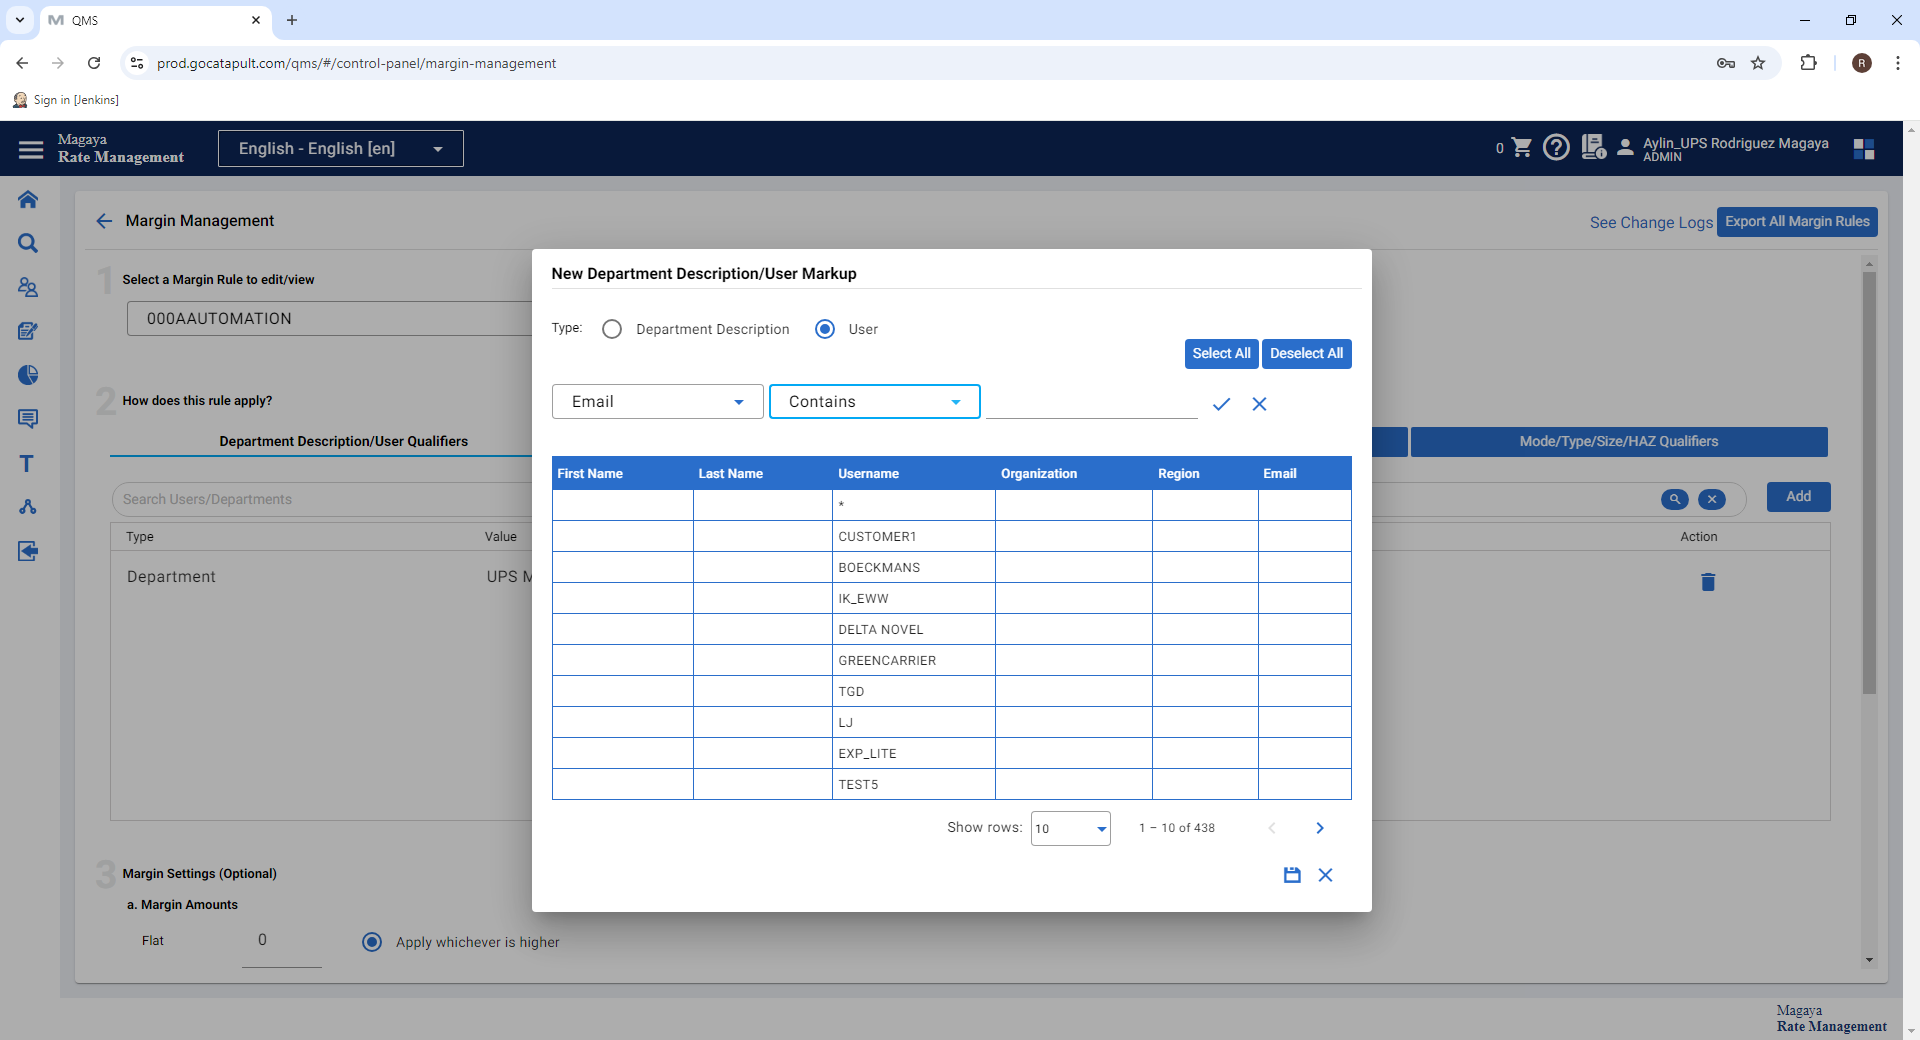 QMS
prod.gocatapult.com/qms/#/control-panel/margin-management
R
Sign in [Jenkins]
Magaya
Rate Management
English - English [en]
0
Aylin_UPS Rodriguez Magaya
ADMIN
Margin Management
See Change Logs
Export All Margin Rules
1
Select a Margin Rule to edit/view
000AAUTOMATION
2
How does this rule apply?
Department Description/User Qualifiers
Mode/Type/Size/HAZ Qualifiers
Search Users/Departments
Add
Type
Value
Action
Department
UPS M
3
Margin Settings (Optional)
a. Margin Amounts
Flat
0
Apply whichever is higher
New Department Description/User Markup
Type:
Department Description
User
Select All
Deselect All
Email
Contains
First Name
Last Name
Username
Organization
Region
Email
*
CUSTOMER1
BOECKMANS
IK_EWW
DELTA NOVEL
GREENCARRIER
TGD
LJ
EXP_LITE
TEST5
Show rows:
10
1 – 10 of 438
Magaya
Rate Management